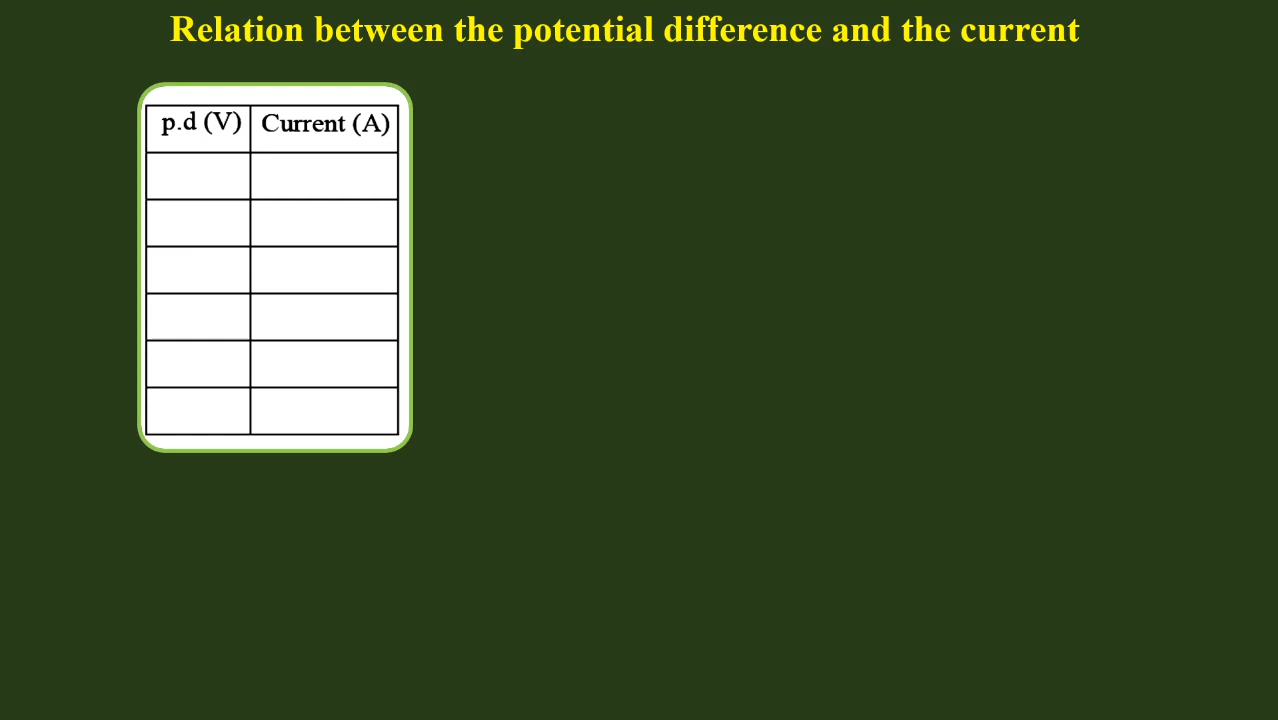 Relation between the potential difference and the current
p.d (V) Current (A)